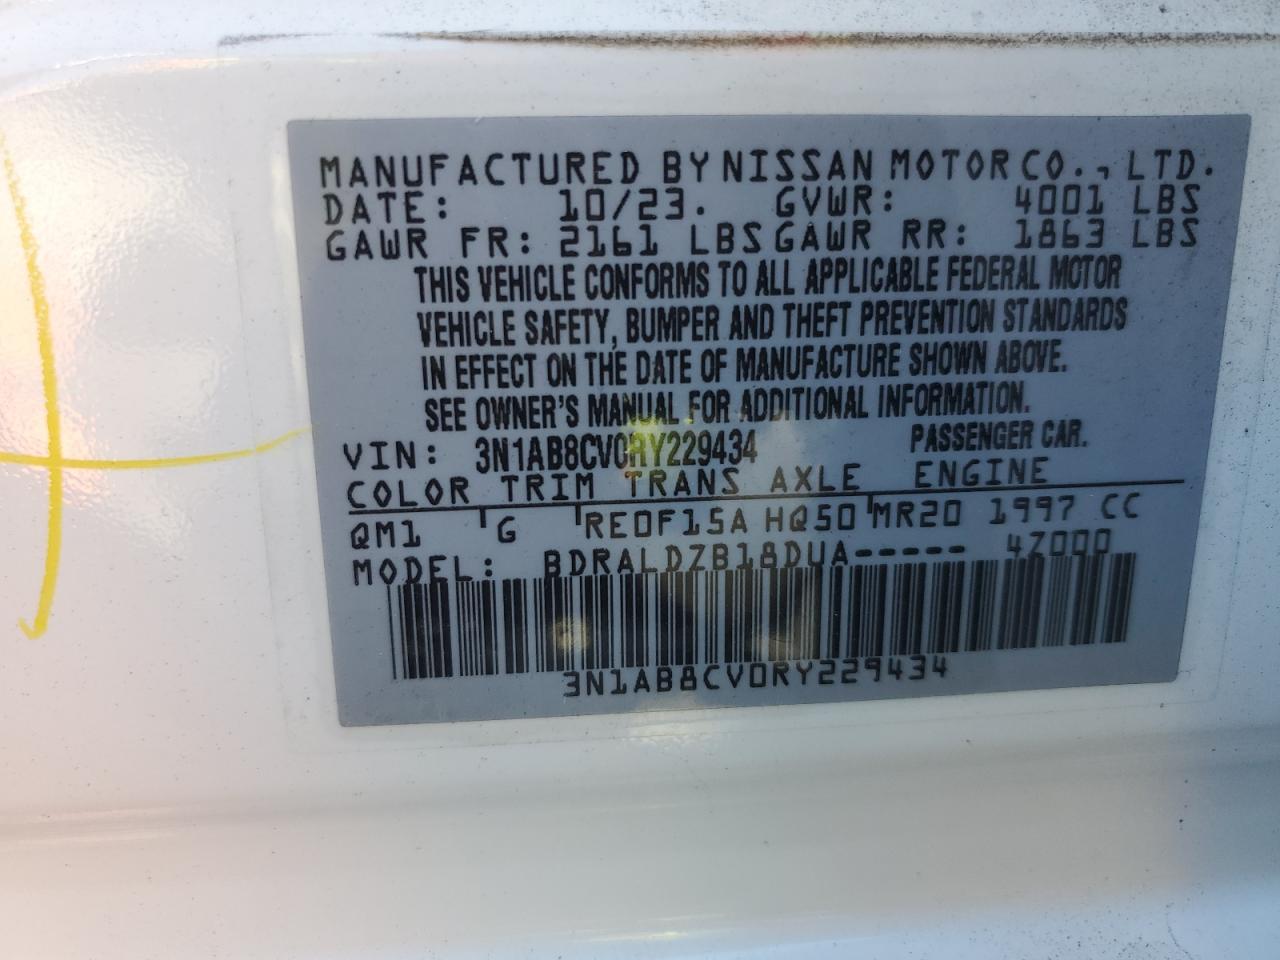 MANUFACTURED BY NISSAN MOTOR CO., LTD.
DATE: 10/23. GVWR: 4001 LBS
GAWR FR: 2161 LBS GAWR RR: 1863 LBS
THIS VEHICLE CONFORMS TO ALL APPLICABLE FEDERAL MOTOR
VEHICLE SAFETY, BUMPER AND THEFT PREVENTION STANDARDS
IN EFFECT ON THE DATE OF MANUFACTURE SHOWN ABOVE.
SEE OWNER'S MANUAL FOR ADDITIONAL INFORMATION.
VIN: 3N1AB8CV0RY229434 PASSENGER CAR.
COLOR TRIM TRANS AXLE ENGINE
QM1 G RE0F15A HQ50 MR20 1997 CC
MODEL: BDRALDZB18DUA----- 4Z000
3N1AB8CV0RY229434